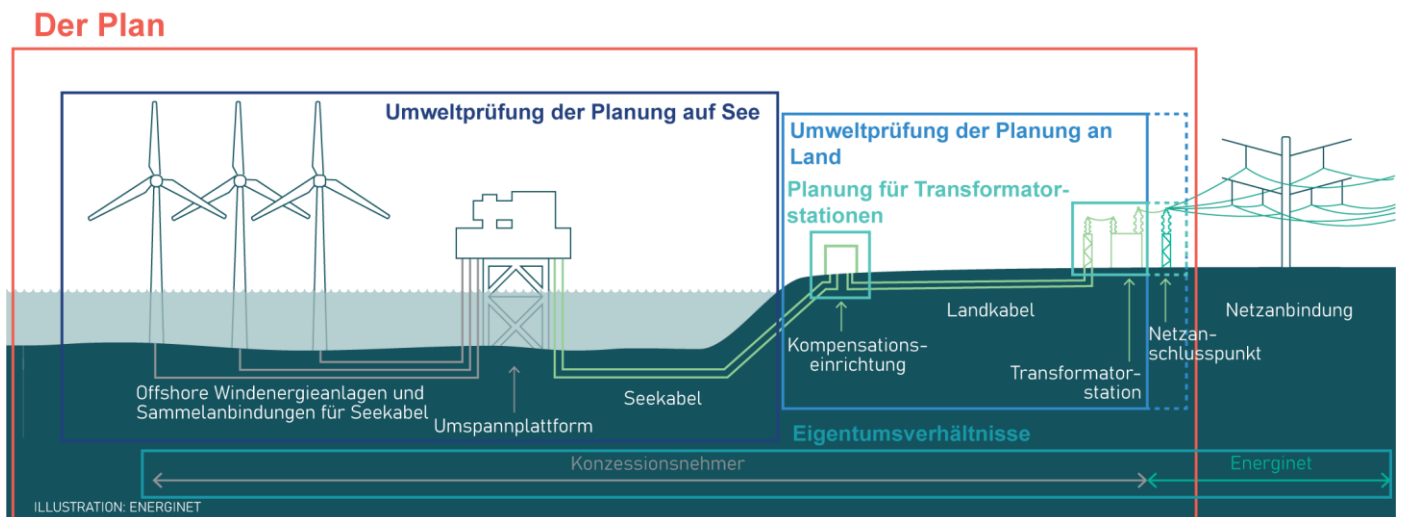 Der Plan
Umweltprüfung der Planung auf See
Umweltprüfung der Planung an
Land
Planung für Transformator-
stationen
Landkabel
Netzanbindung
Kompensations-
einrichtung
Netzan-
schlusspunkt
Transformator-
station
Offshore Windenergieanlagen und
Sammelanbindungen für Seekabel
Seekabel
Umspannplattform
Eigentumsverhältnisse
Konzessionsnehmer
Energinet
ILLUSTRATION: ENERGINET